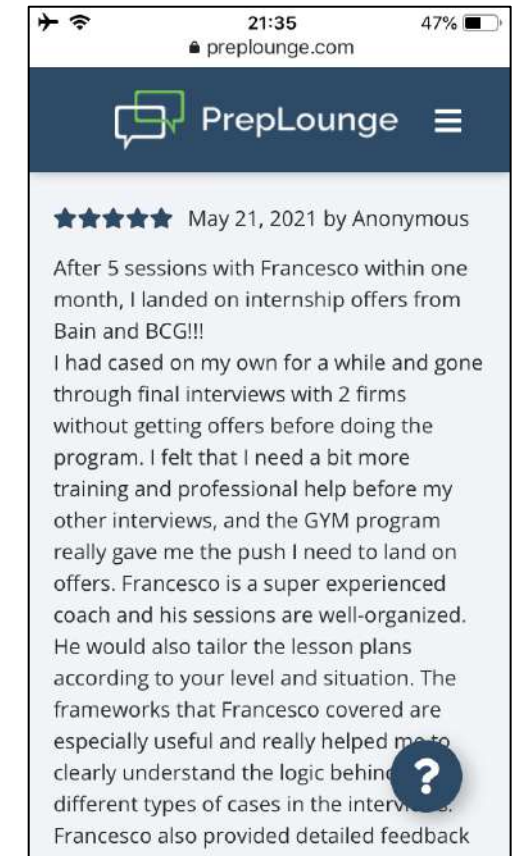 21:35
47%
preplounge.com
PrepLounge
May 21, 2021 by Anonymous
After 5 sessions with Francesco within one
month, I landed on internship offers from
Bain and BCG!!!
I had cased on my own for a while and gone
through final interviews with 2 firms
without getting offers before doing the
program. I felt that I need a bit more
training and professional help before my
other interviews, and the GYM program
really gave me the push I need to land on
offers. Francesco is a super experienced
coach and his sessions are well-organized.
He would also tailor the lesson plans
according to your level and situation. The
frameworks that Francesco covered are
especially useful and really helped me to
clearly understand the logic behind
?
different types of cases in the interviews.
Francesco also provided detailed feedback